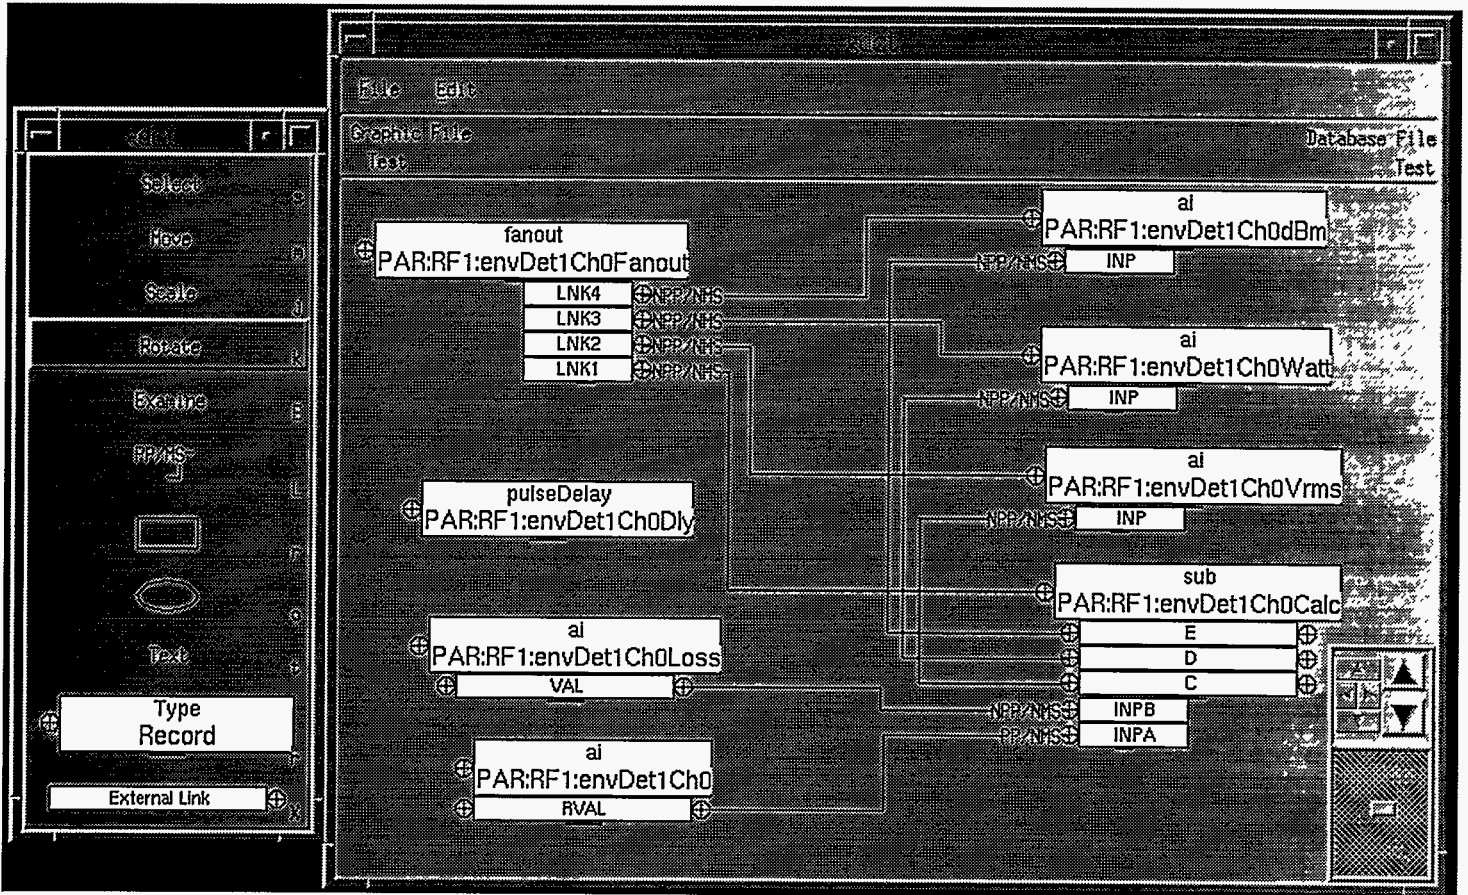 File Edit
Graphic File
Database File
Test
Test
Select
s
Move
m
Scale
d
Rotate
k
Examine
E
PP/MS~
L
r
o
Text
t
Type
Record
r
External Link
x
fanout
PAR:RF1:envDet1Ch0Fanout
LNK4 NPP/NMS
LNK3 NPP/NMS
LNK2 NPP/NMS
LNK1 NPP/NMS
pulseDelay
PAR:RF1:envDet1Ch0Dly
ai
PAR:RF1:envDet1Ch0Loss
VAL
ai
PAR:RF1:envDet1Ch0
RVAL
ai
PAR:RF1:envDet1Ch0dBm
NPP/NMS INP
ai
PAR:RF1:envDet1Ch0Watt
NPP/NMS INP
ai
PAR:RF1:envDet1Ch0Vrms
NPP/NMS INP
sub
PAR:RF1:envDet1Ch0Calc
E
D
C
NPP/NMS INPB
PP/NMS INPA